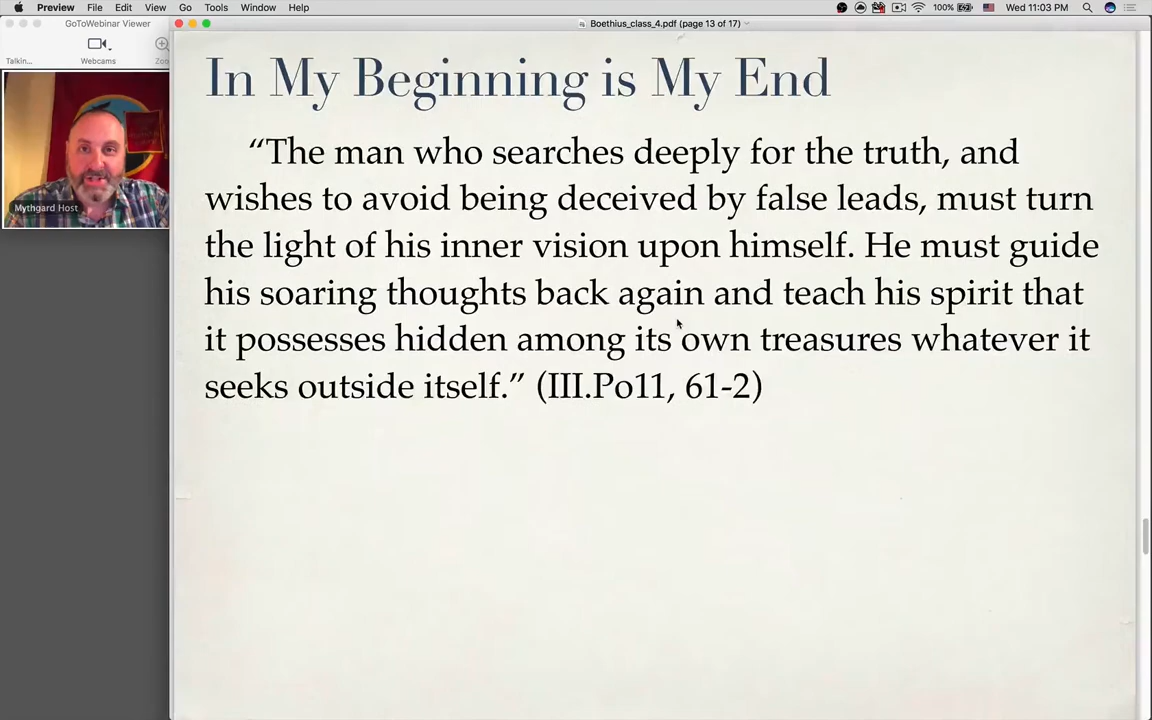 Preview File Edit View Go Tools Window Help 100% Wed 11:03 PM
GoToWebinar Viewer
Boethius_class_4.pdf (page 13 of 17)
Talkin... Webcams Zoo
Mythgard Host
In My Beginning is My End
“The man who searches deeply for the truth, and
wishes to avoid being deceived by false leads, must turn
the light of his inner vision upon himself. He must guide
his soaring thoughts back again and teach his spirit that
it possesses hidden among its own treasures whatever it
seeks outside itself.” (III.Po11, 61-2)